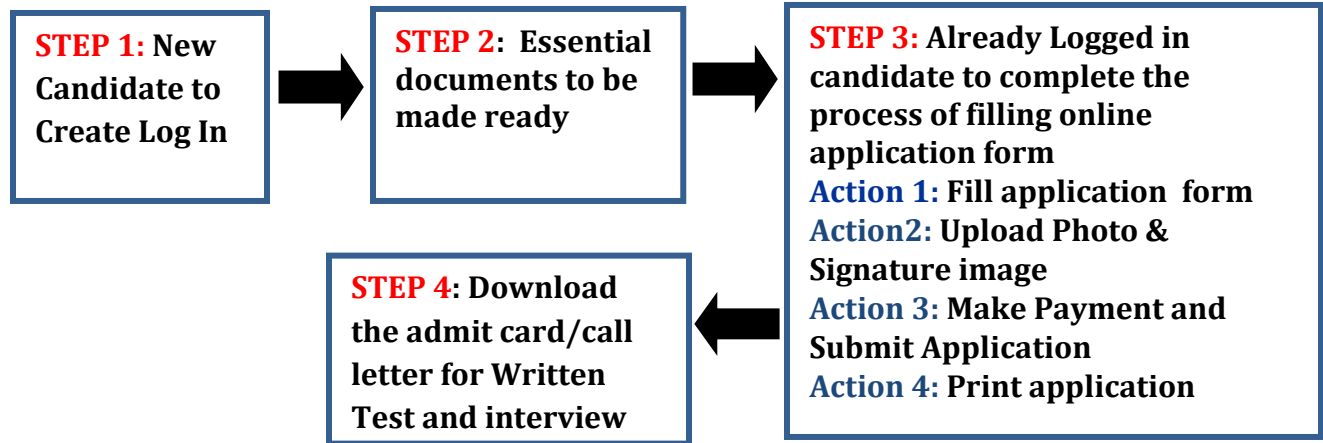 STEP 1: New
Candidate to
Create Log In
STEP 2:  Essential
documents to be
made ready
STEP 3: Already Logged in
candidate to complete the
process of filling online
application form
Action 1: Fill application  form
Action2: Upload Photo &
Signature image
Action 3: Make Payment and
Submit Application
Action 4: Print application
STEP 4: Download
the admit card/call
letter for Written
Test and interview